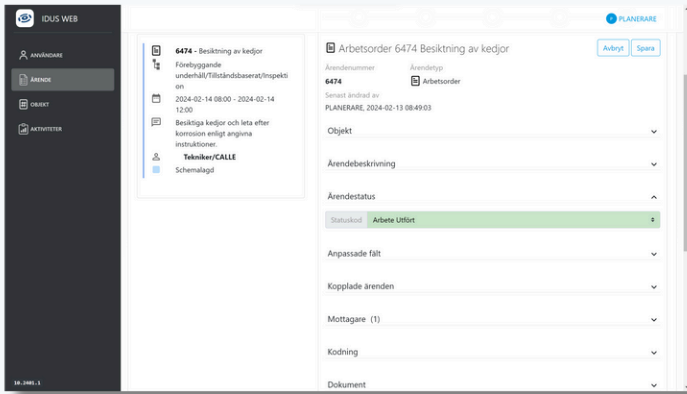 IDUS WEB
PLANERARE
ANVÄNDARE
ÄRENDE
OBJEKT
AKTIVITETER
6474 - Besiktning av kedjor
Förebyggande
underhåll/Tillståndsbaserat/Inspekti
on
2024-02-14 08:00 - 2024-02-14
12:00
Besiktiga kedjor och leta efter
korrosion enligt angivna
instruktioner.
Tekniker/CALLE
Schemalagd
Arbetsorder 6474 Besiktning av kedjor
Avbryt Spara
Ärendenummer Ärendetyp
6474 Arbetsorder
Senast ändrad av
PLANERARE, 2024-02-13 08:49:03
Objekt
Ärendebeskrivning
Ärendestatus
Statuskod Arbete Utfört
Anpassade fält
Kopplade ärenden
Mottagare (1)
Kodning
Dokument
10.2401.1